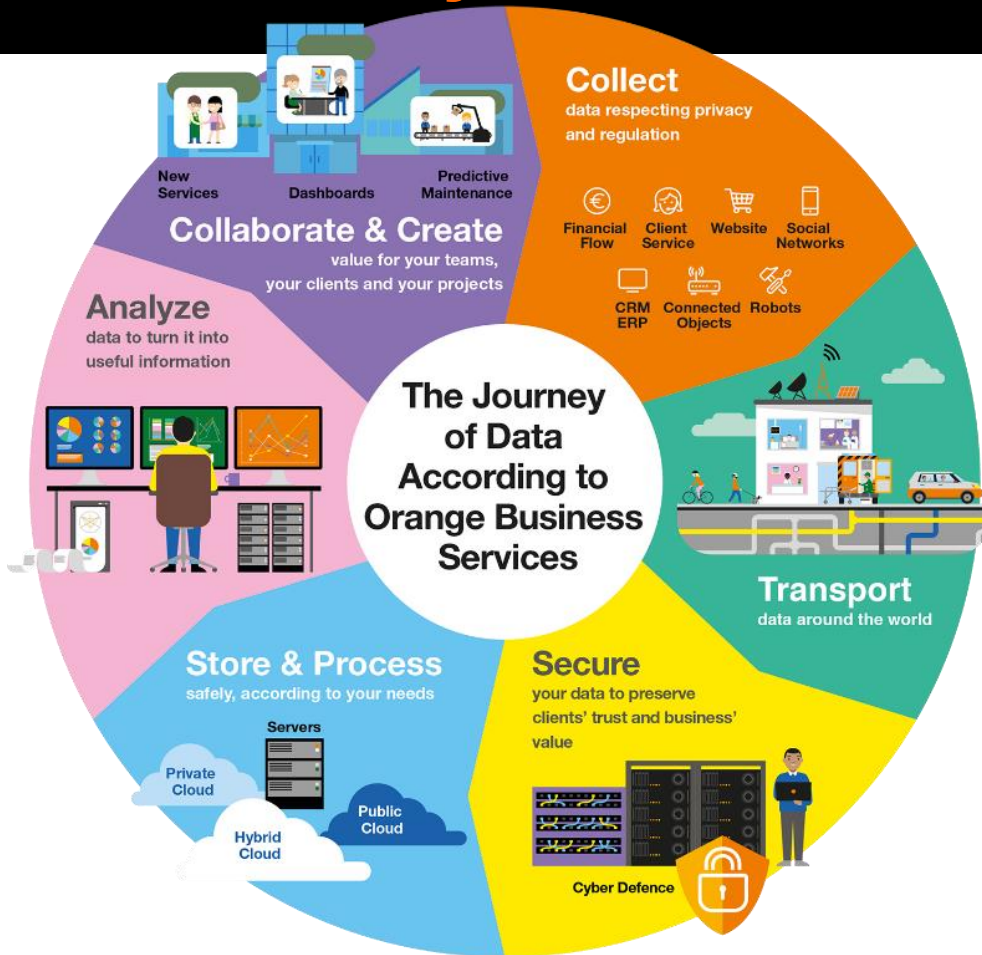 Collect
data respecting privacy
and regulation
Financial
Flow
Client
Service
Website
Social
Networks
CRM
ERP
Connected
Objects
Robots
Transport
data around the world
Secure
your data to preserve
clients' trust and business'
value
Cyber Defence
Store & Process
safely, according to your needs
Servers
Private
Cloud
Hybrid
Cloud
Public
Cloud
Analyze
data to turn it into
useful information
New
Services
Dashboards
Predictive
Maintenance
Collaborate & Create
value for your teams,
your clients and your projects
The Journey
of Data
According to
Orange Business
Services